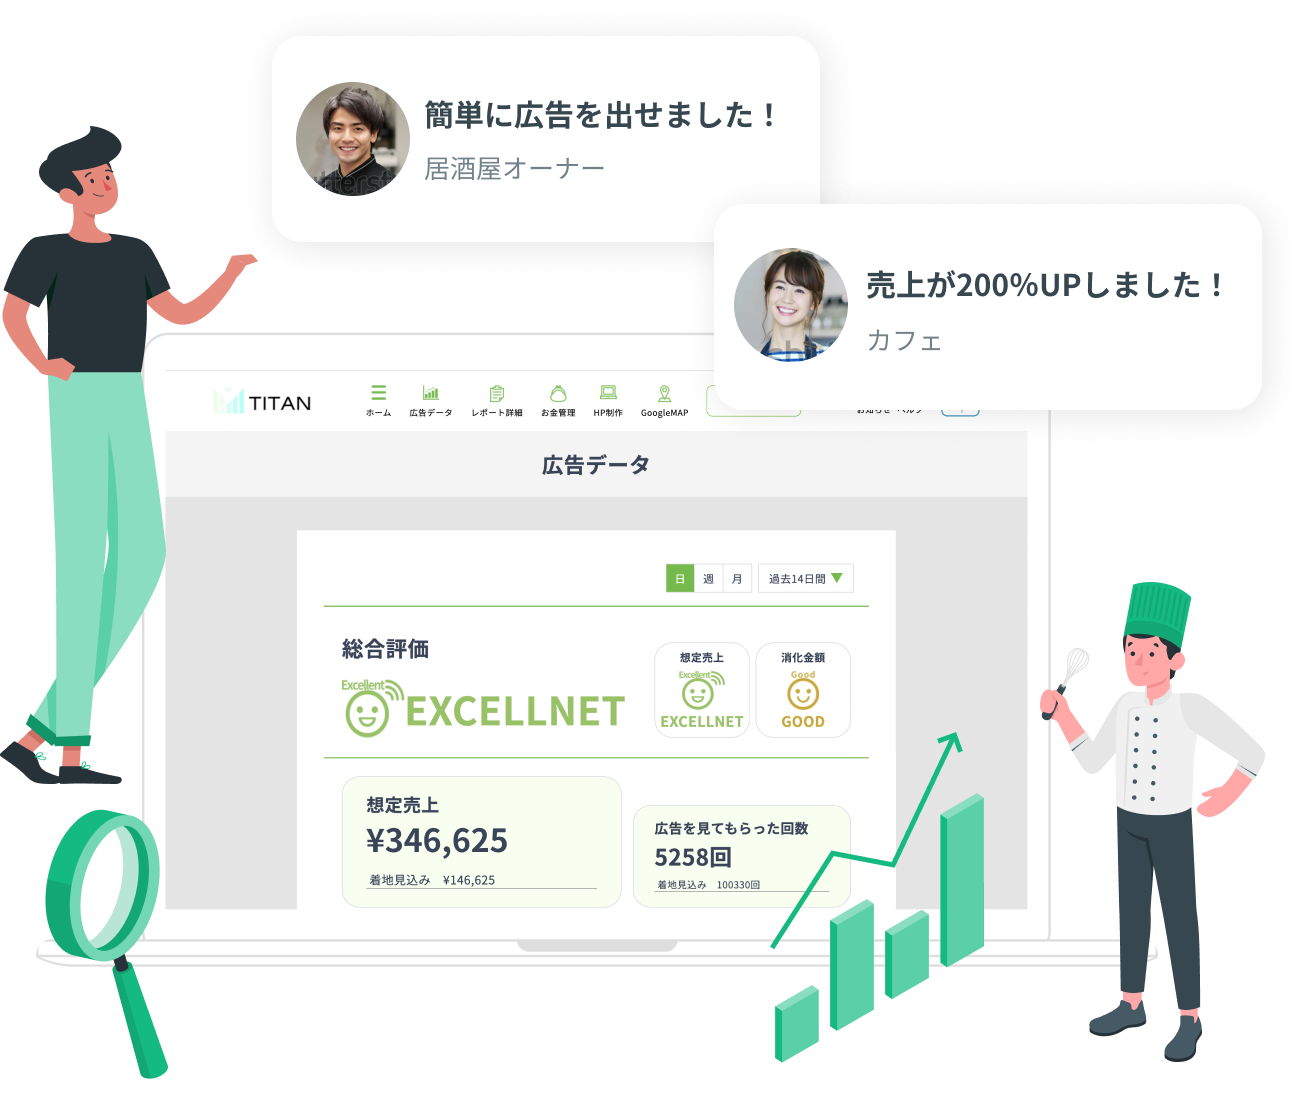 簡単に広告を出せました！
居酒屋オーナー
売上が200%UPしました！
カフェ
TITAN
ホーム
広告データ
レポート詳細
お金管理
HP制作
GoogleMAP
広告データ
日 週 月 過去14日間
総合評価
Excellent
EXCELLNET
想定売上
Excellent
EXCELLNET
消化金額
Good
GOOD
想定売上
¥346,625
着地見込み ¥146,625
広告を見てもらった回数
5258回
着地見込み 100330回